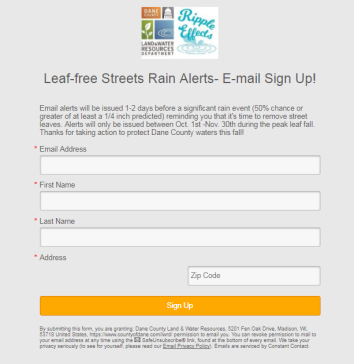 DANE COUNTY
LAND & WATER
RESOURCES
DEPARTMENT
Ripple
Effects
Leaf-free Streets Rain Alerts- E-mail Sign Up!
Email alerts will be issued 1-2 days before a significant rain event (50% chance or
greater of at least a 1/4 inch predicted) reminding you that it's time to remove street
leaves. Alerts will only be issued between Oct. 1st -Nov. 30th during the peak leaf fall.
Thanks for taking action to protect Dane County waters this fall!
* Email Address
* First Name
* Last Name
* Address
Zip Code
Sign Up
By submitting this form, you are granting: Dane County Land & Water Resources, 5201 Fen Oak Drive, Madison, WI,
53718 United States, https://www.countyofdane.com/lwrd/ permission to email you. You can revoke permission to mail to
your email address at any time using the SafeUnsubscribe® link, found at the bottom of every email. We take your
privacy seriously (to see for yourself, please read our Email Privacy Policy). Emails are serviced by Constant Contact.